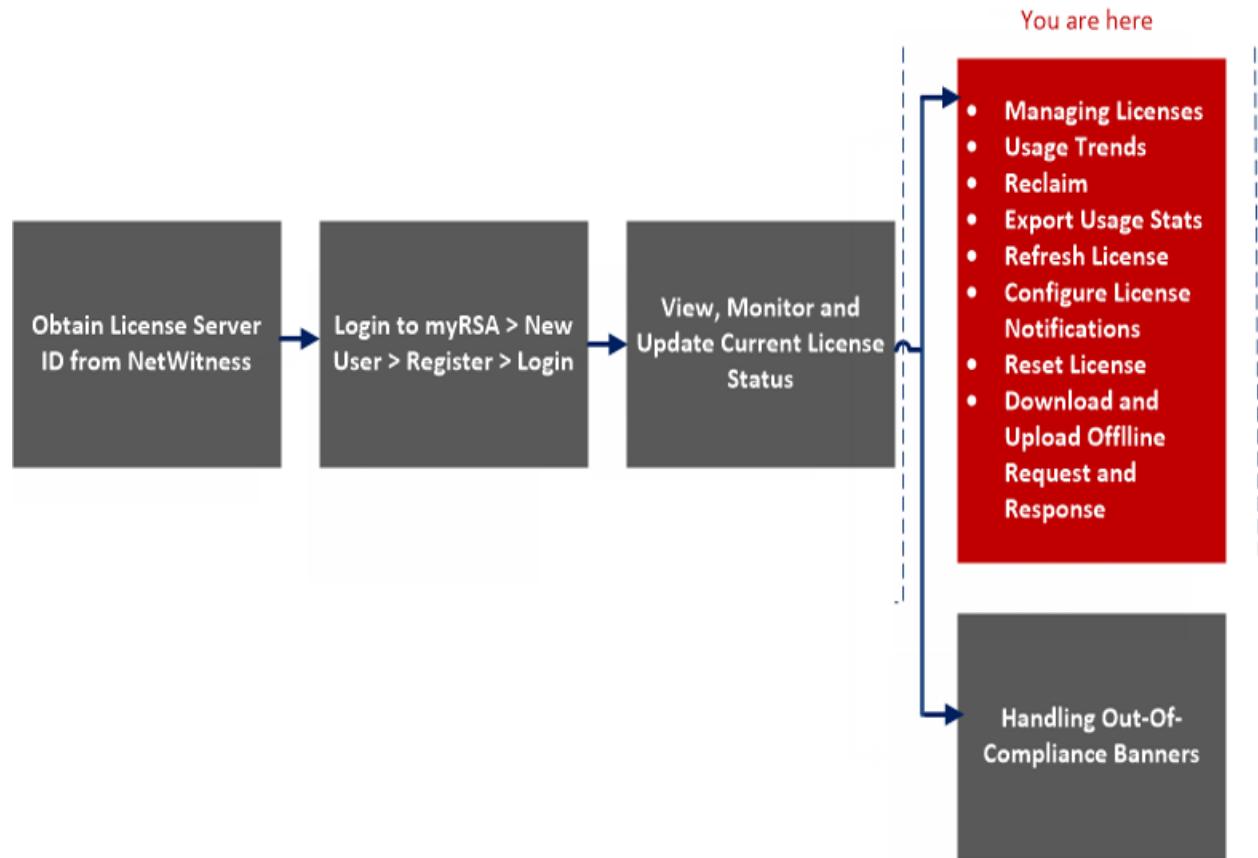 You are here
Obtain License Server
ID from NetWitness
Login to myRSA > New
User > Register > Login
View, Monitor and
Update Current License
Status
• Managing Licenses
• Usage Trends
• Reclaim
• Export Usage Stats
• Refresh License
• Configure License
Notifications
• Reset License
• Download and
Upload Offlline
Request and
Response
Handling Out-Of-
Compliance Banners